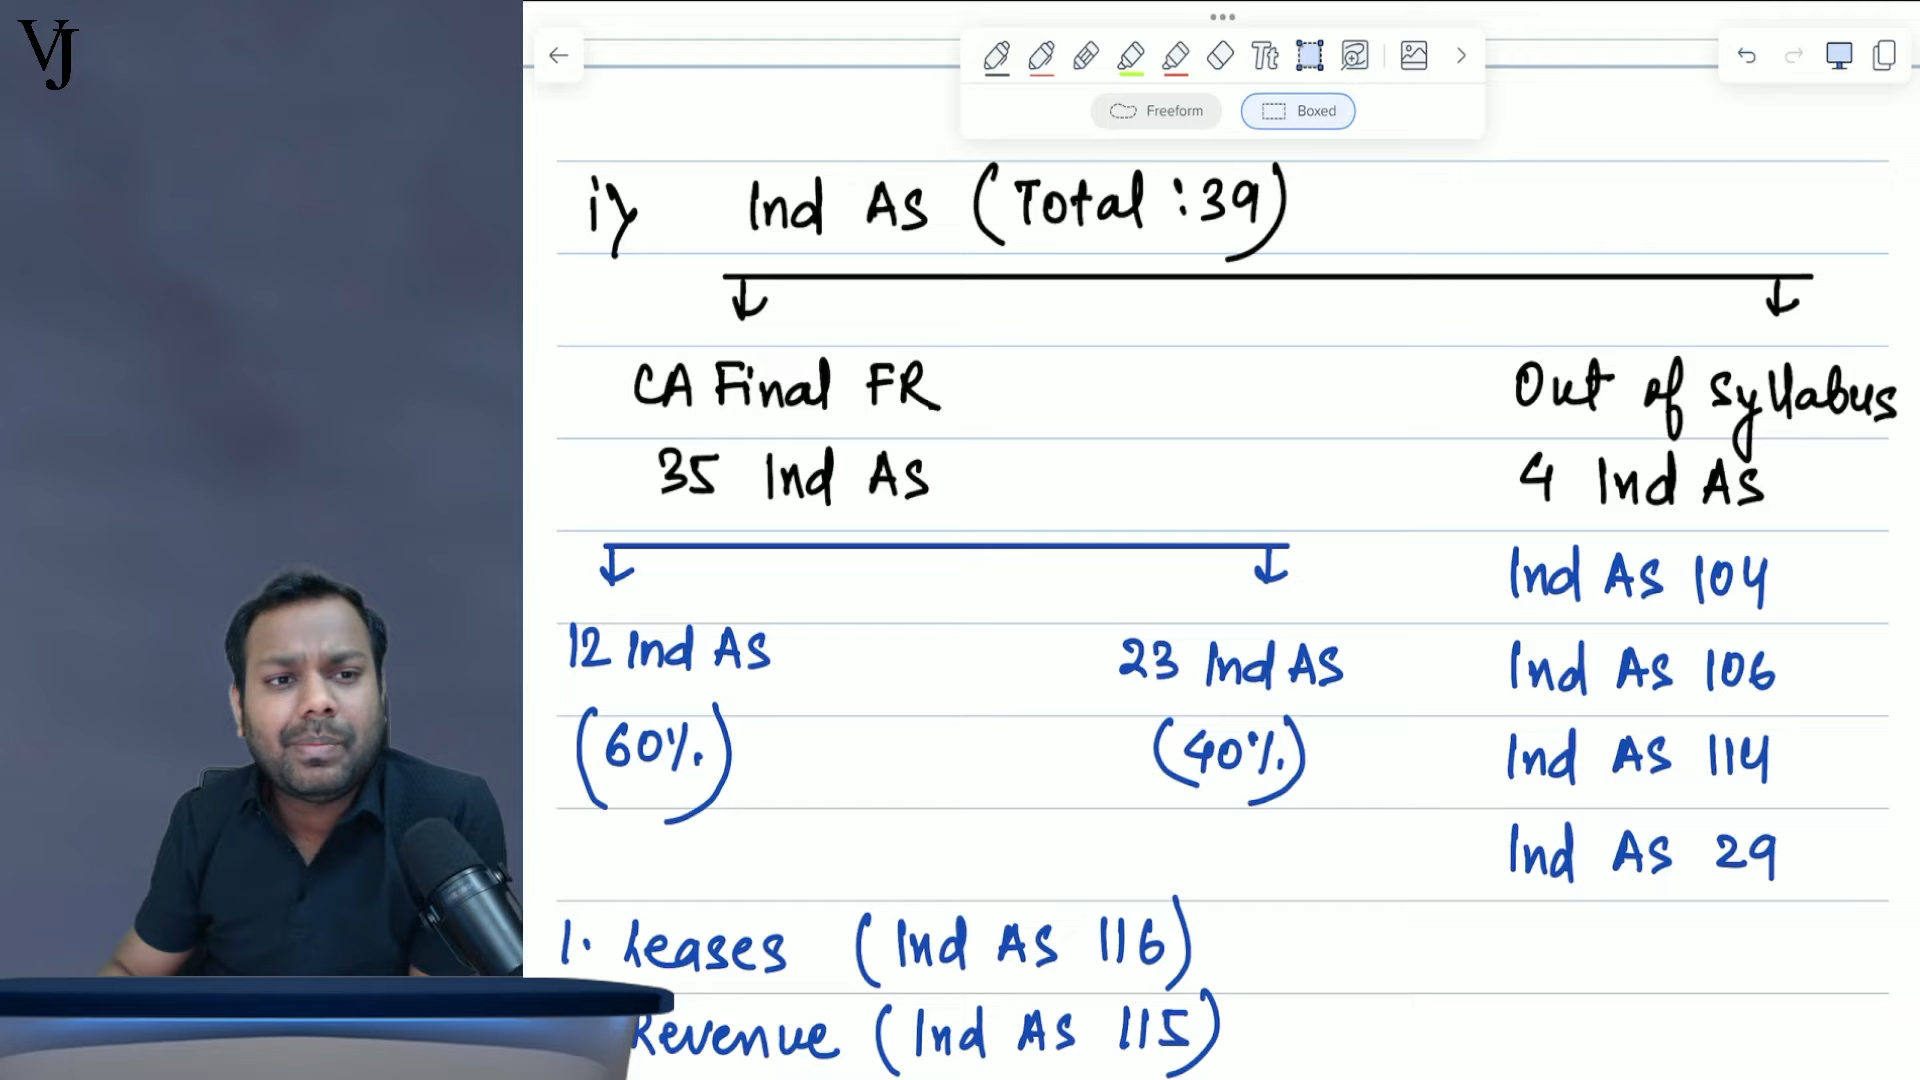 VJ
Tt
Freeform Boxed
i) Ind AS (Total : 39)
CA Final FR Out of Syllabus
35 Ind AS 4 Ind AS
Ind AS 104
12 Ind AS 23 Ind AS Ind AS 106
(60%.) (40%.) Ind AS 114
Ind AS 29
1. Leases (Ind AS 116)
Revenue (Ind AS 115)